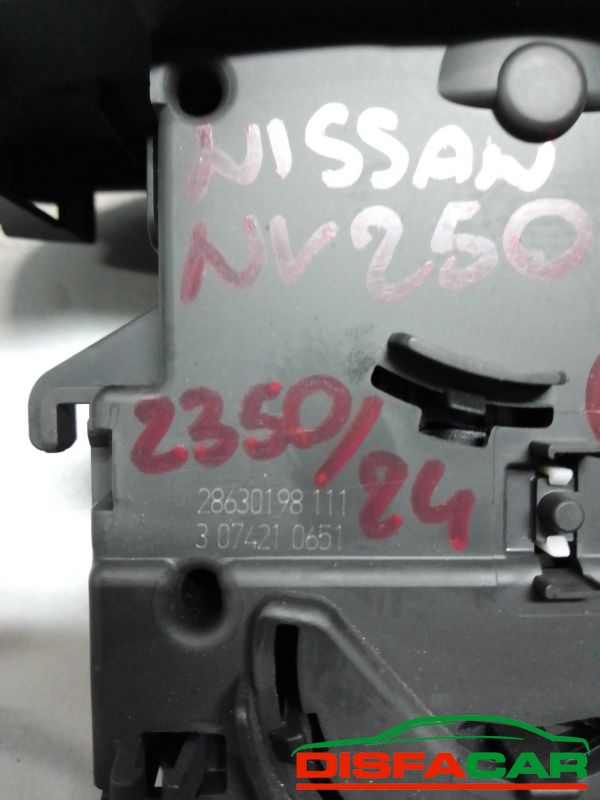 NISSAN
NV250
2350/24
28630198 111
3 07421 0651
DISFACAR